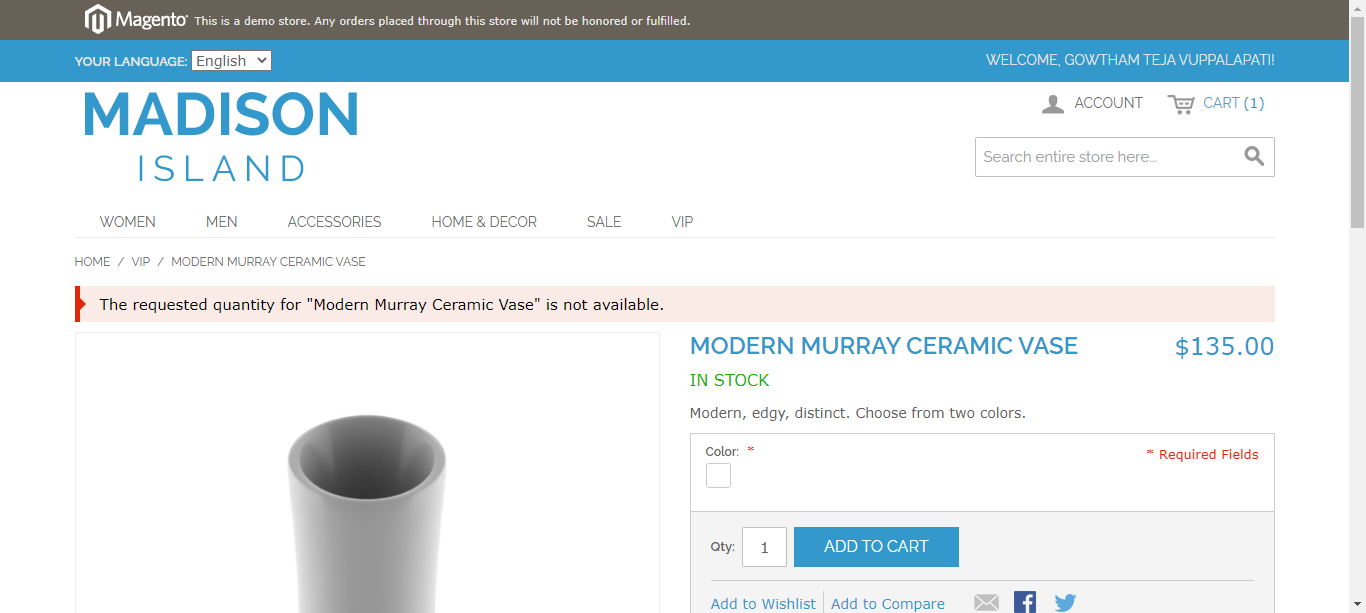 Magento® This is a demo store. Any orders placed through this store will not be honored or fulfilled.
YOUR LANGUAGE: English WELCOME, GOWTHAM TEJA VUPPALAPATI!
MADISON
ISLAND
ACCOUNT CART (1)
Search entire store here...
WOMEN MEN ACCESSORIES HOME & DECOR SALE VIP
HOME / VIP / MODERN MURRAY CERAMIC VASE
The requested quantity for "Modern Murray Ceramic Vase" is not available.
MODERN MURRAY CERAMIC VASE $135.00
IN STOCK
Modern, edgy, distinct. Choose from two colors.
Color: * * Required Fields
Qty: 1 ADD TO CART
Add to Wishlist Add to Compare